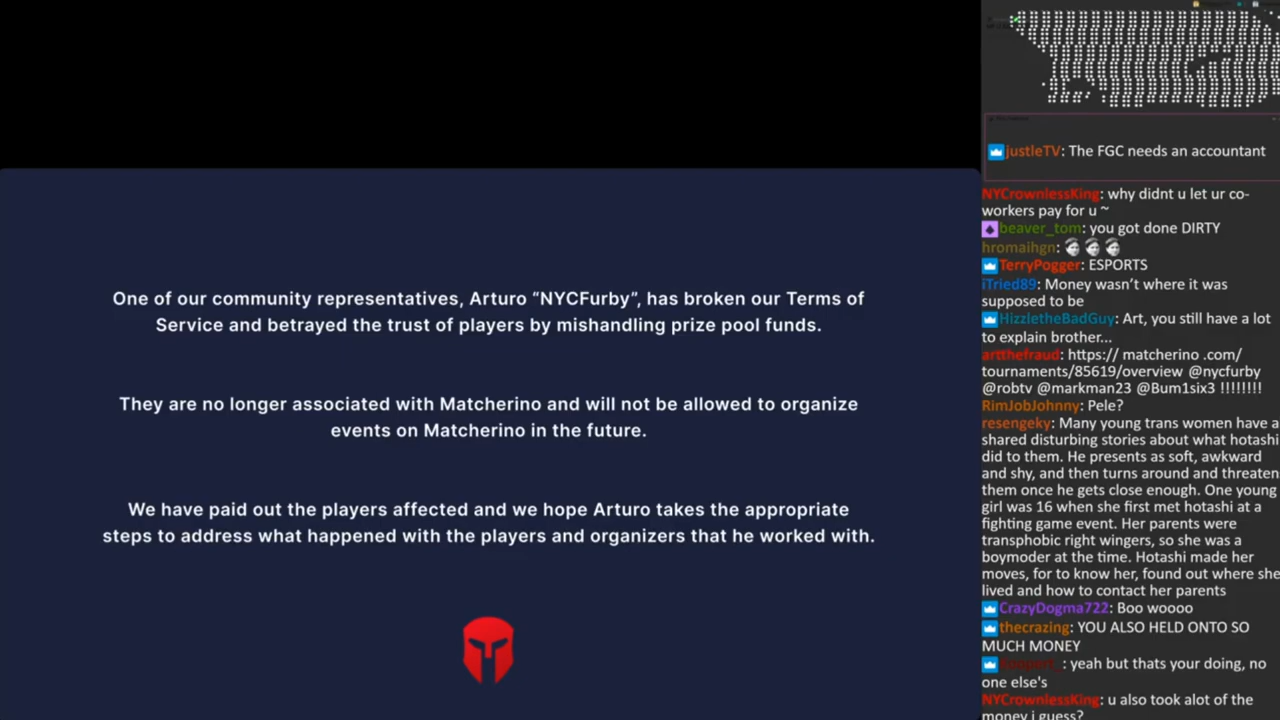 One of our community representatives, Arturo “NYCFurby”, has broken our Terms of
Service and betrayed the trust of players by mishandling prize pool funds.
They are no longer associated with Matcherino and will not be allowed to organize
events on Matcherino in the future.
We have paid out the players affected and we hope Arturo takes the appropriate
steps to address what happened with the players and organizers that he worked with.
justleTV: The FGC needs an accountant
NYCrownlessKing: why didnt u let ur co-
workers pay for u ~
beaver_tom: you got done DIRTY
hromaihgn:
TerryPogger: ESPORTS
iTried89: Money wasn’t where it was
supposed to be
HizzletheBadGuy: Art, you still have a lot
to explain brother...
artthefraud: https:// matcherino .com/
tournaments/85619/overview @nycfurby
@robtv @markman23 @Bum1six3 !!!!!!!!
RimJobJohnny: Pele?
resengeky: Many young trans women have a
shared disturbing stories about what hotashi
did to them. He presents as soft, awkward
and shy, and then turns around and threaten
them once he gets close enough. One young
girl was 16 when she first met hotashi at a
fighting game event. Her parents were
transphobic right wingers, so she was a
boymoder at the time. Hotashi made her
moves, for to know her, found out where she
lived and how to contact her parents
CrazyDogma722: Boo woooo
thecrazing: YOU ALSO HELD ONTO SO
MUCH MONEY
: yeah but thats your doing, no
one else's
NYCrownlessKing: u also took alot of the
money i guess?